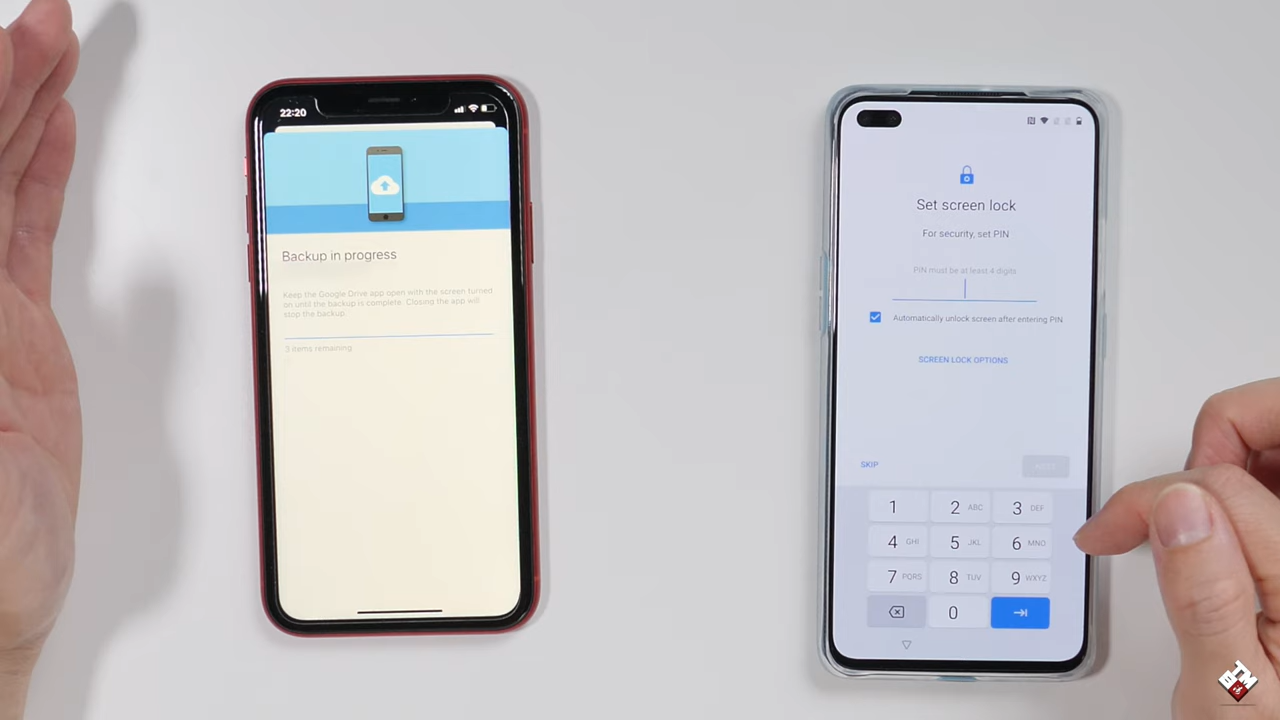 22:20
Backup in progress
Keep the Google Drive app open with the screen turned
on until the backup is complete. Closing the app will
stop the backup.
3 items remaining
Set screen lock
For security, set PIN
PIN must be at least 4 digits
Automatically unlock screen after entering PIN
SCREEN LOCK OPTIONS
SKIP
1 2 ABC 3 DEF
4 GHI 5 JKL 6 MNO
7 PQRS 8 TUV 9 WXYZ
0